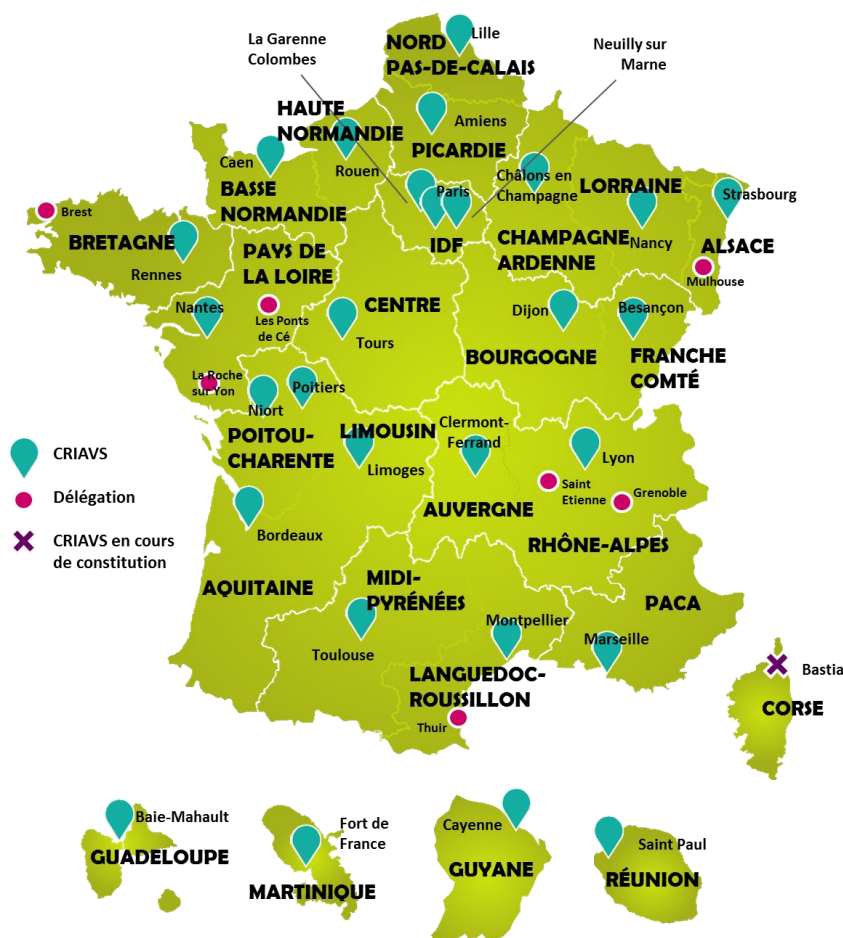 Lille
La Garenne
Colombes
NORD
PAS-DE-CALAIS
Neuilly sur
Marne
HAUTE
NORMANDIE
Amiens
PICARDIE
Caen
Rouen
BASSE
NORMANDIE
Paris
IDF
Châlons en
Champagne
LORRAINE
Strasbourg
CHAMPAGNE
ARDENNE
Nancy
ALSACE
Mulhouse
Brest
BRETAGNE
Rennes
PAYS DE
LA LOIRE
Nantes
Les Ponts
de Cé
CENTRE
Tours
Dijon
BOURGOGNE
Besançon
FRANCHE
COMTÉ
La Roche
sur Yon
Niort
Poitiers
POITOU-
CHARENTE
LIMOUSIN
Limoges
Clermont-
Ferrand
AUVERGNE
Lyon
Saint
Etienne
Grenoble
RHÔNE-ALPES
CRIAVS
Délégation
CRIAVS en cours
de constitution
Bordeaux
AQUITAINE
MIDI-
PYRÉNÉES
Toulouse
Montpellier
LANGUEDOC-
ROUSSILLON
Thuir
PACA
Marseille
Bastia
CORSE
Baie-Mahault
GUADELOUPE
Fort de
France
MARTINIQUE
Cayenne
GUYANE
Saint Paul
RÉUNION